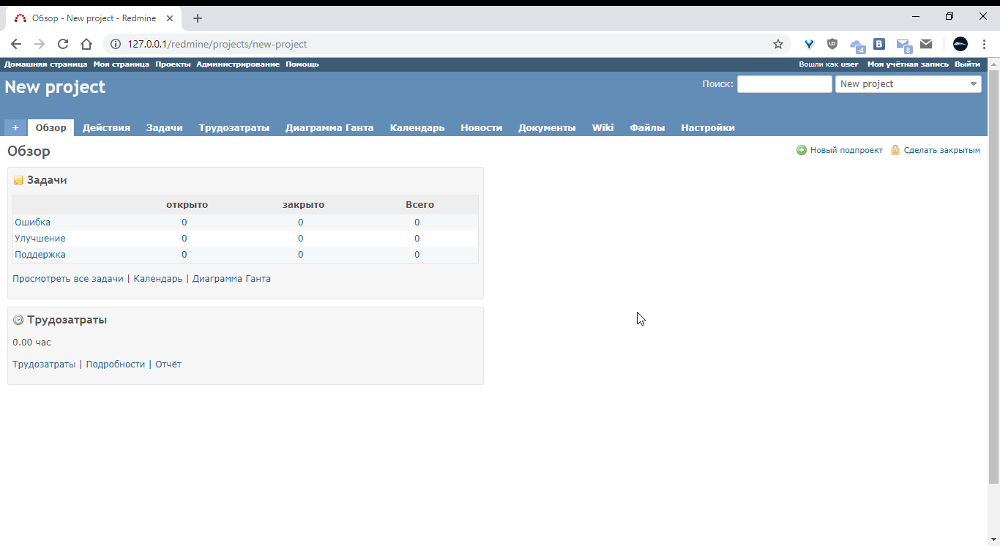 Обзор - New project - Redmine
127.0.0.1/redmine/projects/new-project
-4
8
Домашняя страница Моя страница Проекты Администрирование Помощь Вошли как user Моя учётная запись Выйти
New project Поиск: New project
+ Обзор Действия Задачи Трудозатраты Диаграмма Ганта Календарь Новости Документы Wiki Файлы Настройки
Обзор Новый подпроект Сделать закрытым
Задачи
открыто закрыто Всего
Ошибка 0 0 0
Улучшение 0 0 0
Поддержка 0 0 0
Просмотреть все задачи | Календарь | Диаграмма Ганта
Трудозатраты
0.00 час
Трудозатраты | Подробности | Отчёт